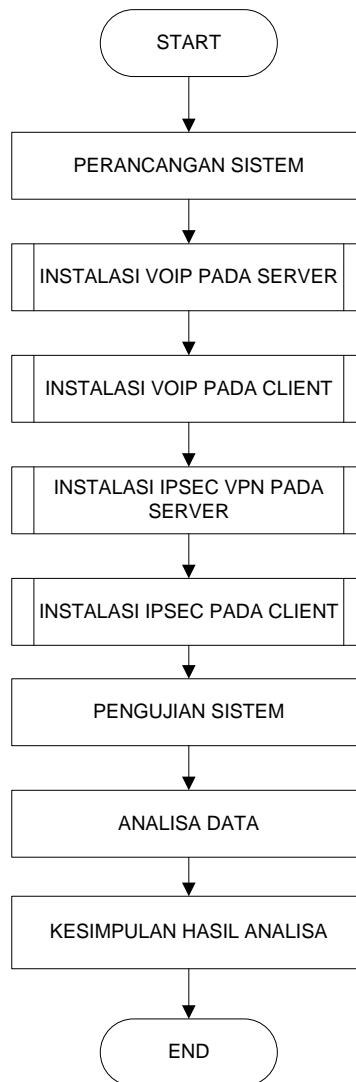 START
PERANCANGAN SISTEM
INSTALASI VOIP PADA SERVER
INSTALASI VOIP PADA CLIENT
INSTALASI IPSEC VPN PADA
SERVER
INSTALASI IPSEC PADA CLIENT
PENGUJIAN SISTEM
ANALISA DATA
KESIMPULAN HASIL ANALISA
END